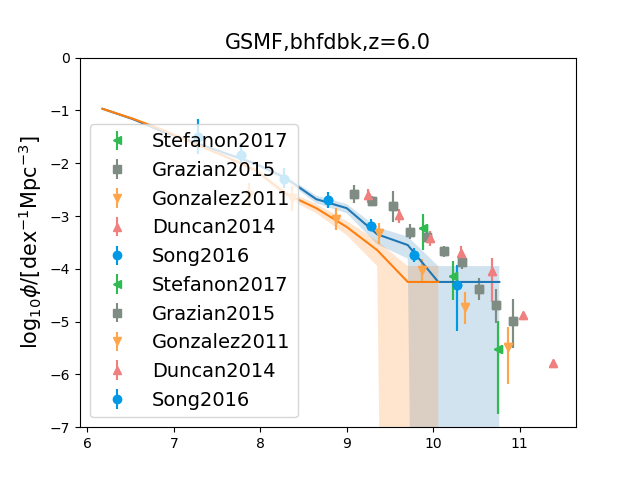 GSMF,bhfdbk,z=6.0
log₁₀ϕ/[dex⁻¹Mpc⁻³]
0
−1
−2
−3
−4
−5
−6
−7
Stefanon2017
Grazian2015
Gonzalez2011
Duncan2014
Song2016
Stefanon2017
Grazian2015
Gonzalez2011
Duncan2014
Song2016
6 7 8 9 10 11